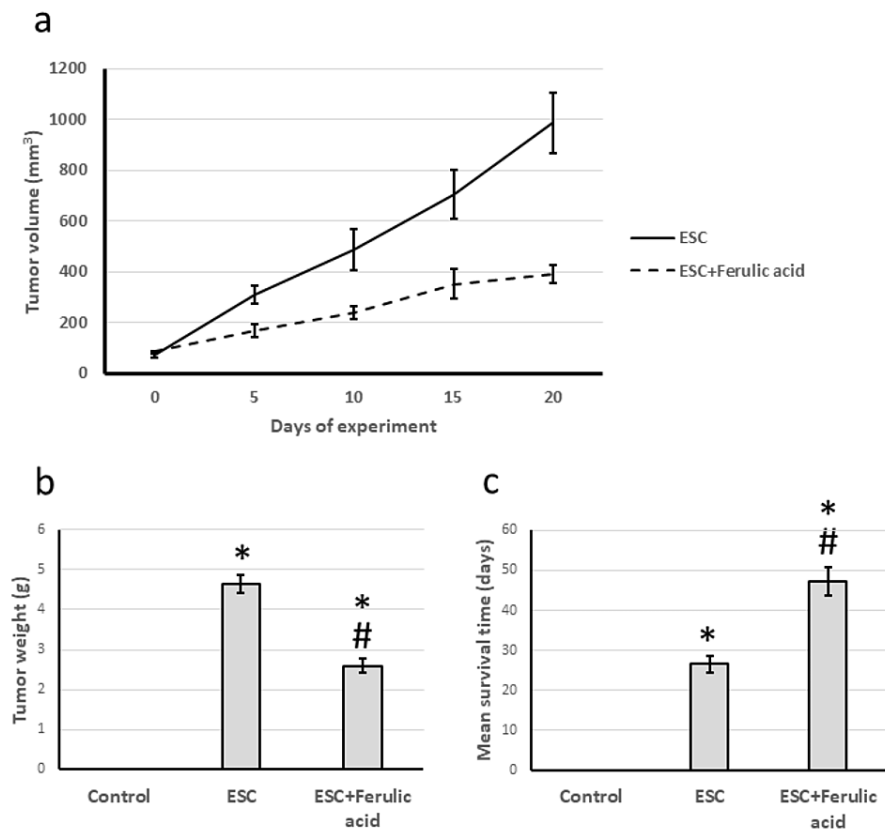 a
1200
1000
800
600
400
200
0
Tumor volume (mm³)
0 5 10 15 20
Days of experiment
ESC
ESC+Ferulic acid
b
6
5
4
3
2
1
0
Tumor weight (g)
*
*
#
Control ESC ESC+Ferulic
acid
c
60
50
40
30
20
10
0
Mean survival time (days)
*
*
#
Control ESC ESC+Ferulic
acid